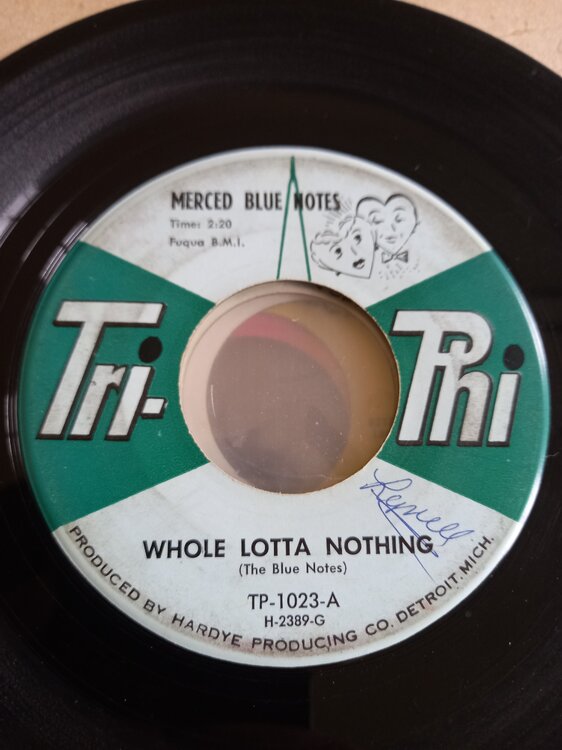 MERCED BLUE NOTES
Time: 2:20
Fuqua B.M.I.
Tri-Phi
WHOLE LOTTA NOTHING
(The Blue Notes)
TP-1023-A
H-2389-G
PRODUCED BY HARDYE PRODUCING CO. DETROIT, MICH.